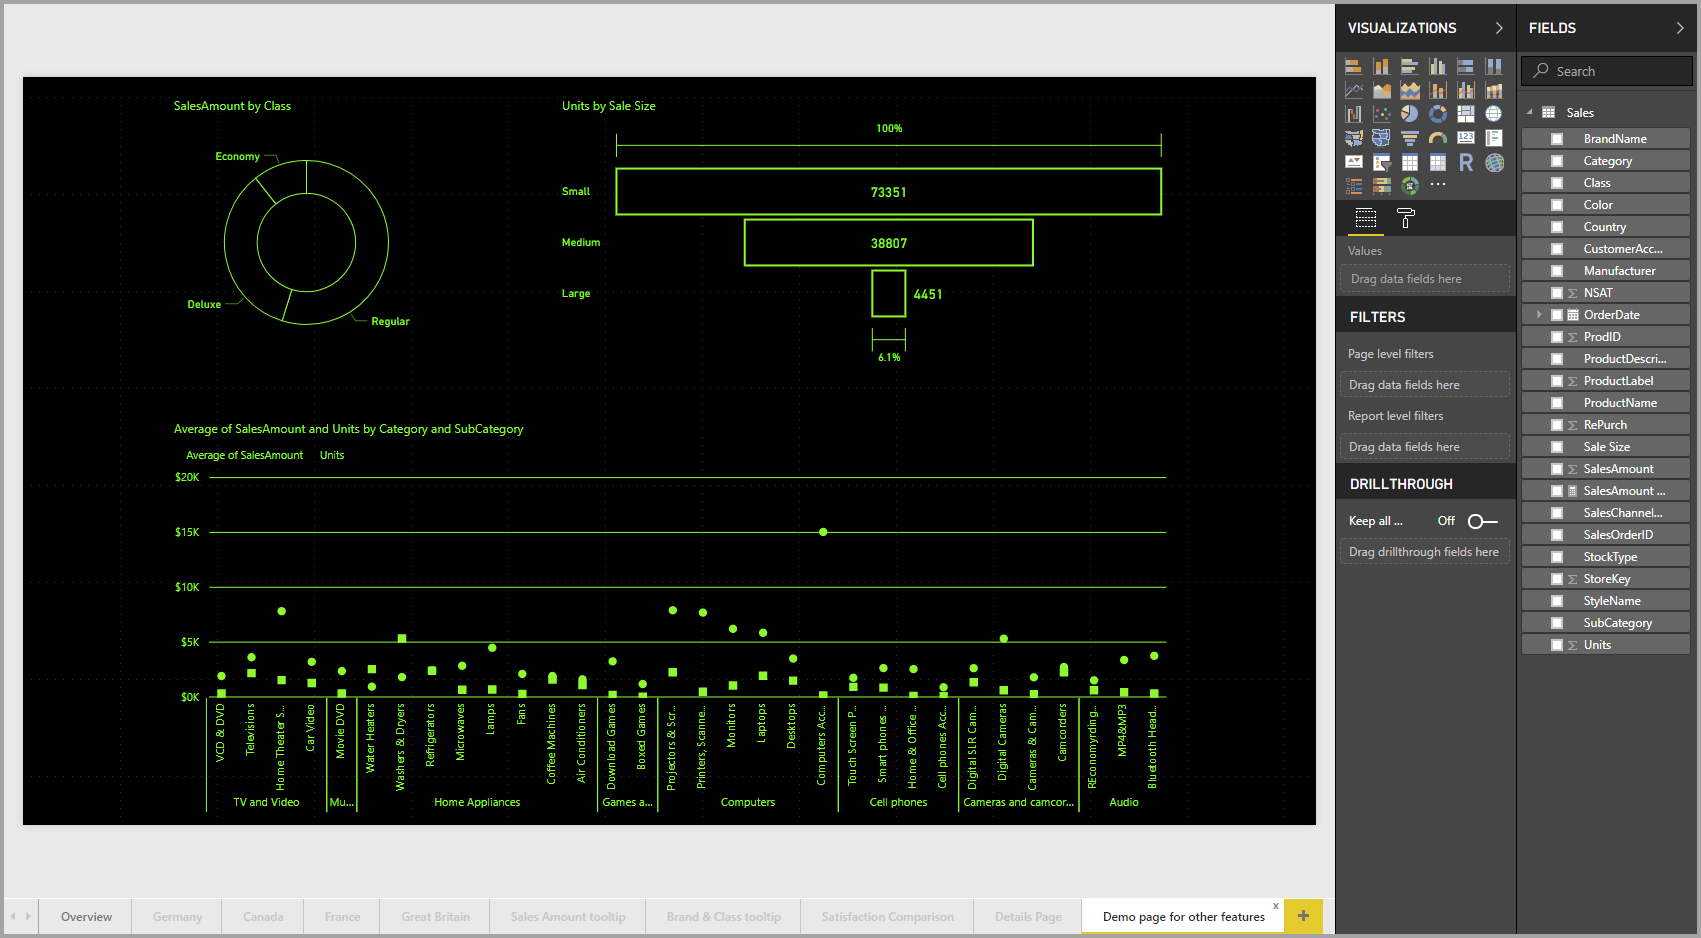 SalesAmount by Class
Economy
Deluxe
Regular
Units by Sale Size
100%
Small
73351
Medium
38807
Large
4451
6.1%
Average of SalesAmount and Units by Category and SubCategory
Average of SalesAmount Units
$20K
$15K
$10K
$5K
$0K
VCD & DVD
Televisions
Home Theater S...
Car Video
Movie DVD
Water Heaters
Washers & Dryers
Refrigerators
Microwaves
Lamps
Fans
Coffee Machines
Air Conditioners
Download Games
Boxed Games
Projectors & Scr...
Printers, Scanne...
Monitors
Laptops
Desktops
Computers Acc...
Touch Screen P...
Smart phones ...
Home & Office ...
Cell phones Acc...
Digital SLR Cam...
Digital Cameras
Cameras & Cam...
Camcorders
REconomyrding...
MP4&MP3
Bluetooth Head...
TV and Video
Mu...
Home Appliances
Games a...
Computers
Cell phones
Cameras and camcor...
Audio
Overview
Germany
Canada
France
Great Britain
Sales Amount tooltip
Brand & Class tooltip
Satisfaction Comparison
Details Page
Demo page for other features
x
+
VISUALIZATIONS
123
R
...
Values
Drag data fields here
FILTERS
Page level filters
Drag data fields here
Report level filters
Drag data fields here
DRILLTHROUGH
Keep all ... Off
Drag drillthrough fields here
FIELDS
Search
Sales
BrandName
Category
Class
Color
Country
CustomerAcc...
Manufacturer
Σ NSAT
OrderDate
Σ ProdID
ProductDescri...
Σ ProductLabel
ProductName
Σ RePurch
Sale Size
Σ SalesAmount
SalesAmount ...
SalesChannel...
SalesOrderID
StockType
Σ StoreKey
StyleName
SubCategory
Σ Units